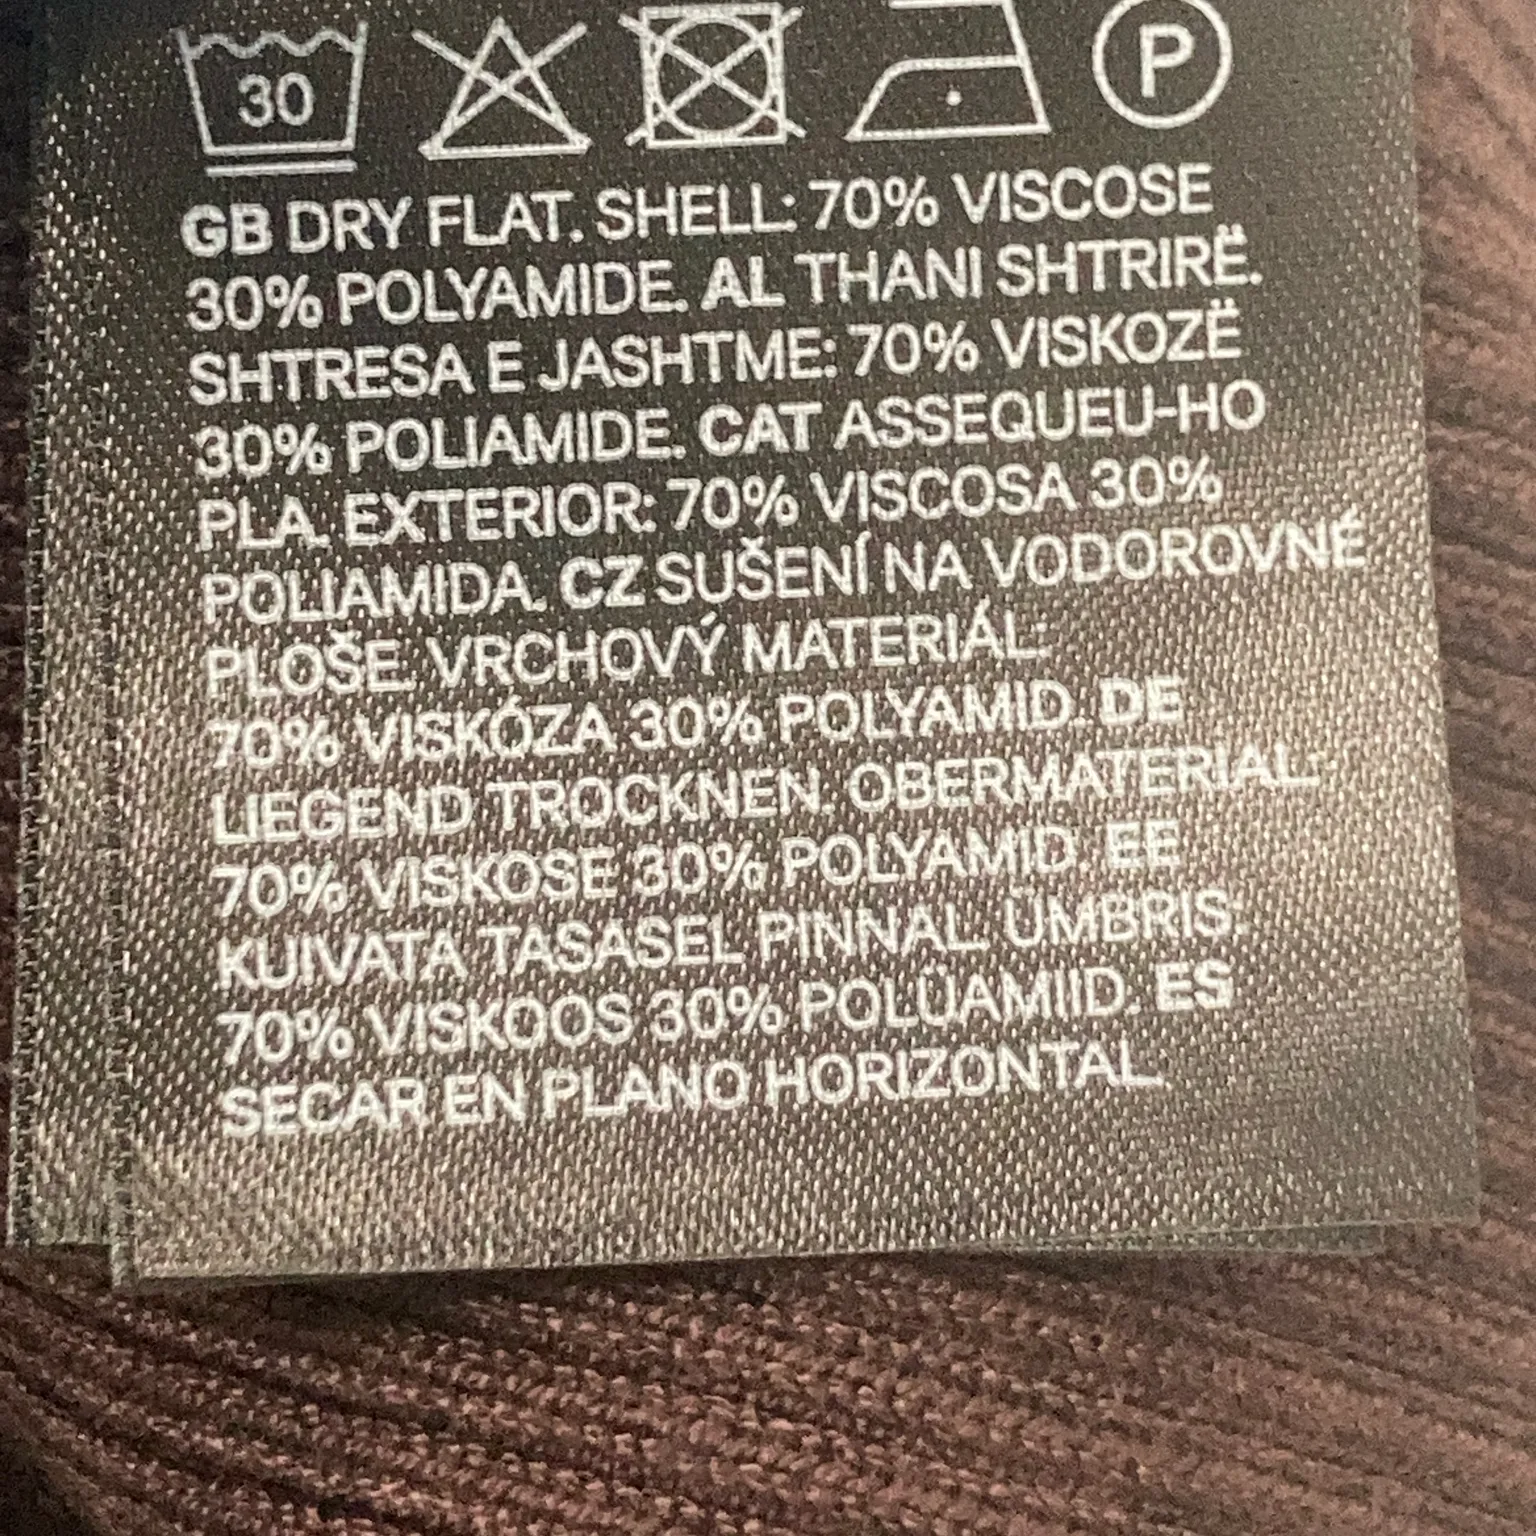 30 P
GB DRY FLAT. SHELL: 70% VISCOSE
30% POLYAMIDE. AL THANI SHTRIRË.
SHTRESA E JASHTME: 70% VISKOZË
30% POLIAMIDE. CAT ASSEQUEU-HO
PLA. EXTERIOR: 70% VISCOSA 30%
POLIAMIDA. CZ SUŠENÍ NA VODOROVNÉ
PLOŠE. VRCHOVÝ MATERIÁL:
70% VISKÓZA 30% POLYAMID. DE
LIEGEND TROCKNEN. OBERMATERIAL:
70% VISKOSE 30% POLYAMID. EE
KUIVATA TASASEL PINNAL. ÜMBRIS:
70% VISKOOS 30% POLÜAMIID. ES
SECAR EN PLANO HORIZONTAL.